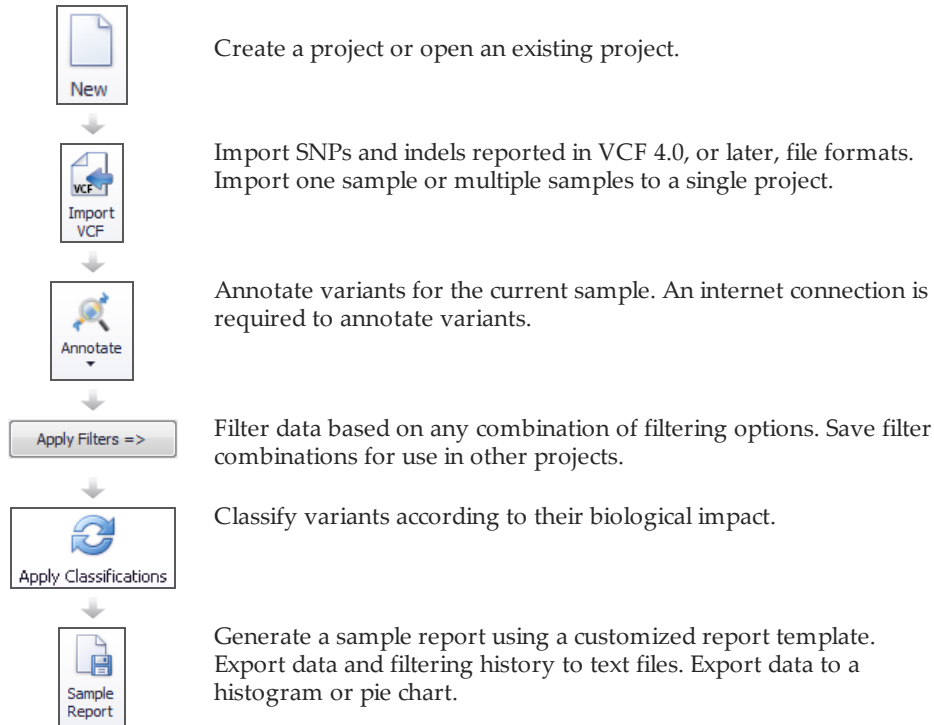 New
Create a project or open an existing project.
VCF
Import
VCF
Import SNPs and indels reported in VCF 4.0, or later, file formats.
Import one sample or multiple samples to a single project.
Annotate
Annotate variants for the current sample. An internet connection is
required to annotate variants.
Apply Filters =>
Filter data based on any combination of filtering options. Save filter
combinations for use in other projects.
Apply Classifications
Classify variants according to their biological impact.
Sample
Report
Generate a sample report using a customized report template.
Export data and filtering history to text files. Export data to a
histogram or pie chart.